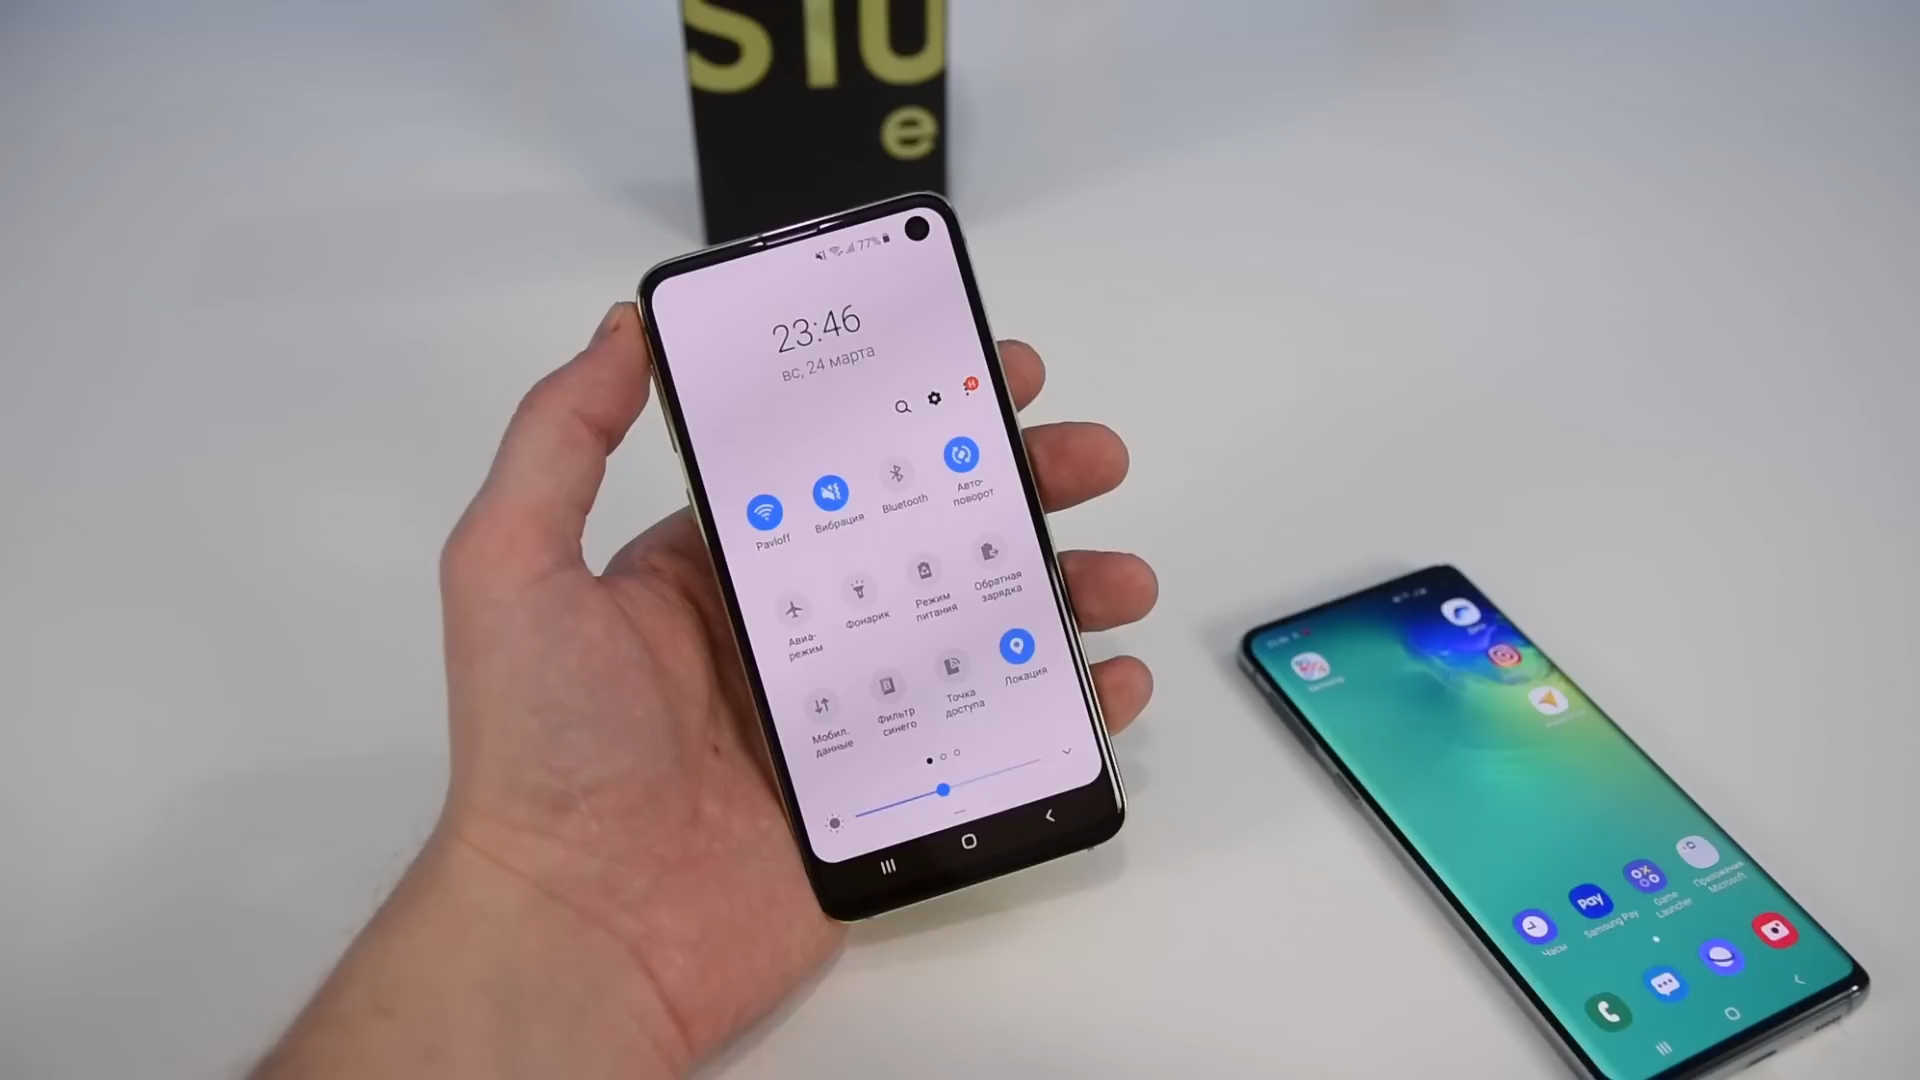 S10
e
77%
23:46
вс, 24 марта
H
Pavloff
Вибрация
Bluetooth
Авто-
поворот
Авиа-
режим
Фонарик
Режим
питания
Обратная
зарядка
Мобил.
данные
Фильтр
синего
Точка
доступа
Локация
Часы
pay
Samsung Pay
Game
Launcher
Приложения
Microsoft